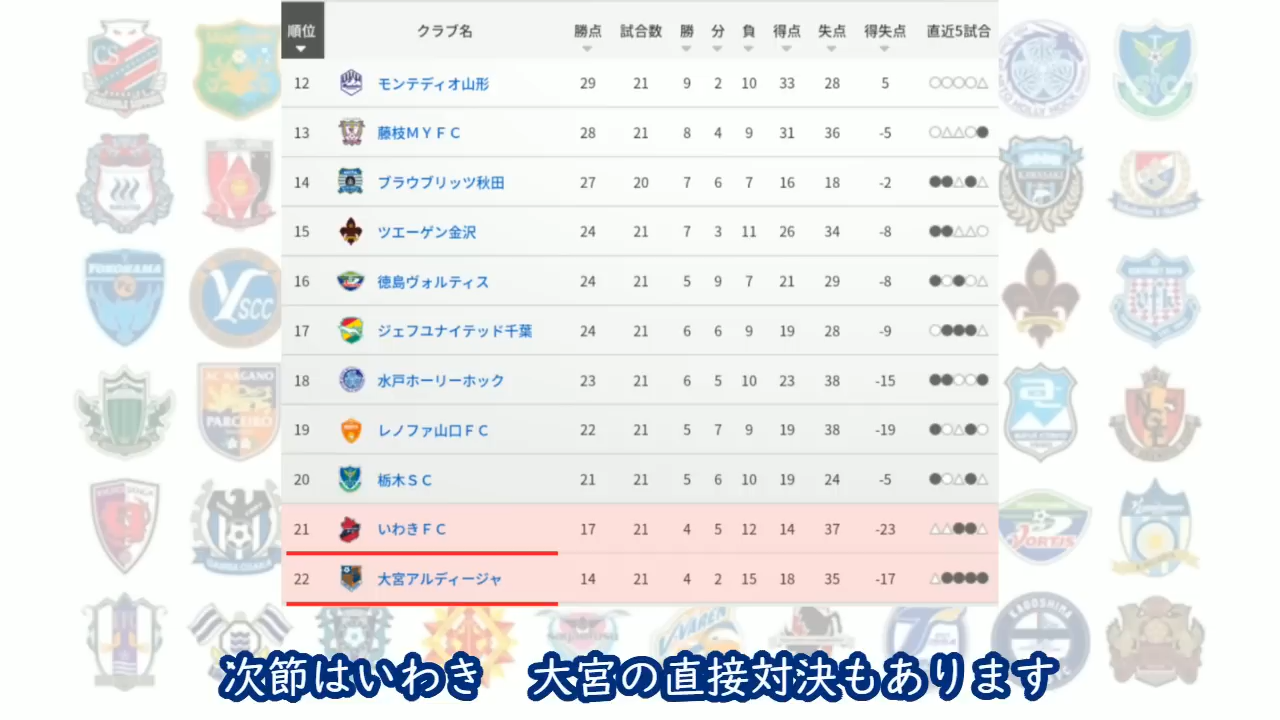 順位 クラブ名 勝点 試合数 勝 分 負 得点 失点 得失点 直近5試合
12 モンテディオ山形 29 21 9 2 10 33 28 5 ○○○○△
13 藤枝ＭＹＦＣ 28 21 8 4 9 31 36 -5 ○△△○●
14 ブラウブリッツ秋田 27 20 7 6 7 16 18 -2 ●●△●△
15 ツエーゲン金沢 24 21 7 3 11 26 34 -8 ●●△△○
16 徳島ヴォルティス 24 21 5 9 7 21 29 -8 ●○●○△
17 ジェフユナイテッド千葉 24 21 6 6 9 19 28 -9 ○●●●△
18 水戸ホーリーホック 23 21 6 5 10 23 38 -15 ●●○○●
19 レノファ山口ＦＣ 22 21 5 7 9 19 38 -19 ●○△●○
20 栃木ＳＣ 21 21 5 6 10 19 24 -5 ●○△●△
21 いわきＦＣ 17 21 4 5 12 14 37 -23 △△●●△
22 大宮アルディージャ 14 21 4 2 15 18 35 -17 △●●●●
次節はいわき 大宮の直接対決もあります
YOKOHAMA FC
YSCC
AC NAGANO
PARCEIRO
KAWASAKI
VORTIS
V·VAREN
KAGOSHIMA